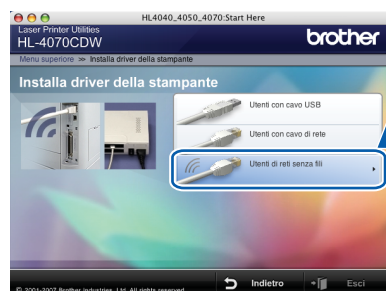 HL4040_4050_4070:Start Here
Laser Printer Utilities
HL-4070CDW
brother
Menu superiore >> Installa driver della stampante
Installa driver della stampante
Utenti con cavo USB
Utenti con cavo di rete
Utenti di reti senza fili
Indietro
Esci
© 2001-2007 Brother Industries, Ltd. All rights reserved.